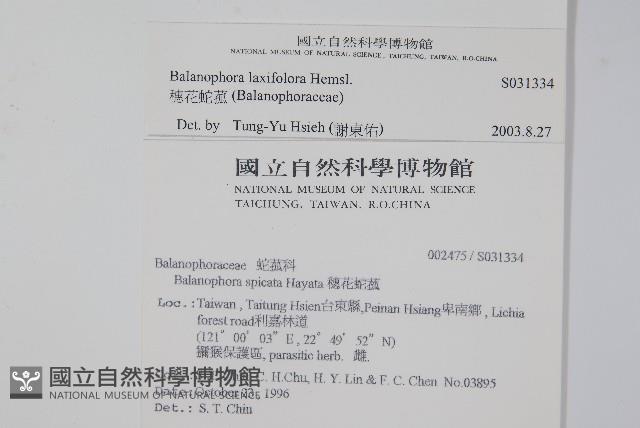 國立自然科學博物館
NATIONAL MUSEUM OF NATURAL SCIENCE, TAICHUNG, TAIWAN, R.O.CHINA
Balanophora laxifolora Hemsl. S031334
穗花蛇菰 (Balanophoraceae)
Det. by Tung-Yu Hsieh (謝東佑) 2003.8.27
國立自然科學博物館
NATIONAL MUSEUM OF NATURAL SCIENCE
TAICHUNG, TAIWAN, R.O.CHINA
002475 / S031334
Balanophoraceae 蛇菰科
Balanophora spicata Hayata 穗花蛇菰
Loc.: Taiwan, Taitung Hsien台東縣, Peinan Hsiang卑南鄉, Lichia
forest road利嘉林道
(121° 00' 03" E, 22° 49' 52" N)
獼猴保護區, parasitic herb. 雌.
C. H.Chu, H. Y. Lin & F. C. Chen No.03895
Date: October 23, 1996
Det.: S. T. Chiu
國立自然科學博物館
NATIONAL MUSEUM OF NATURAL SCIENCE